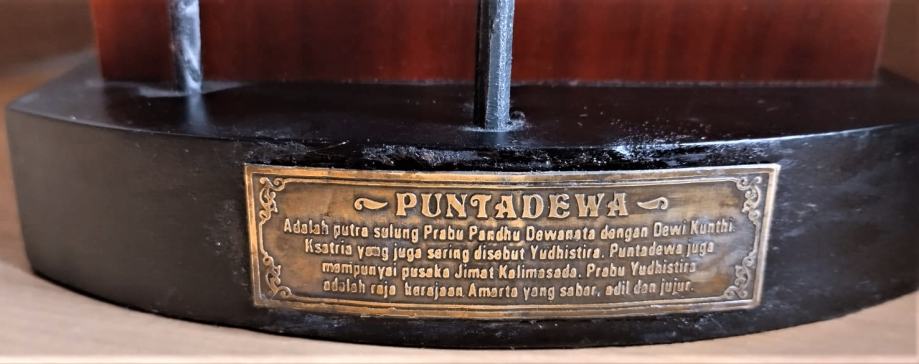 PUNTADEWA
Adalah putra sulung Prabu Pandhu Dewanata dengan Dewi Kunthi.
Ksatria yang juga sering disebut Yudhistira. Puntadewa juga
mempunyai pusaka Jimat Kalimasada. Prabu Yudhistira
adalah raja kerajaan Amarta yang sabar, adil dan jujur.